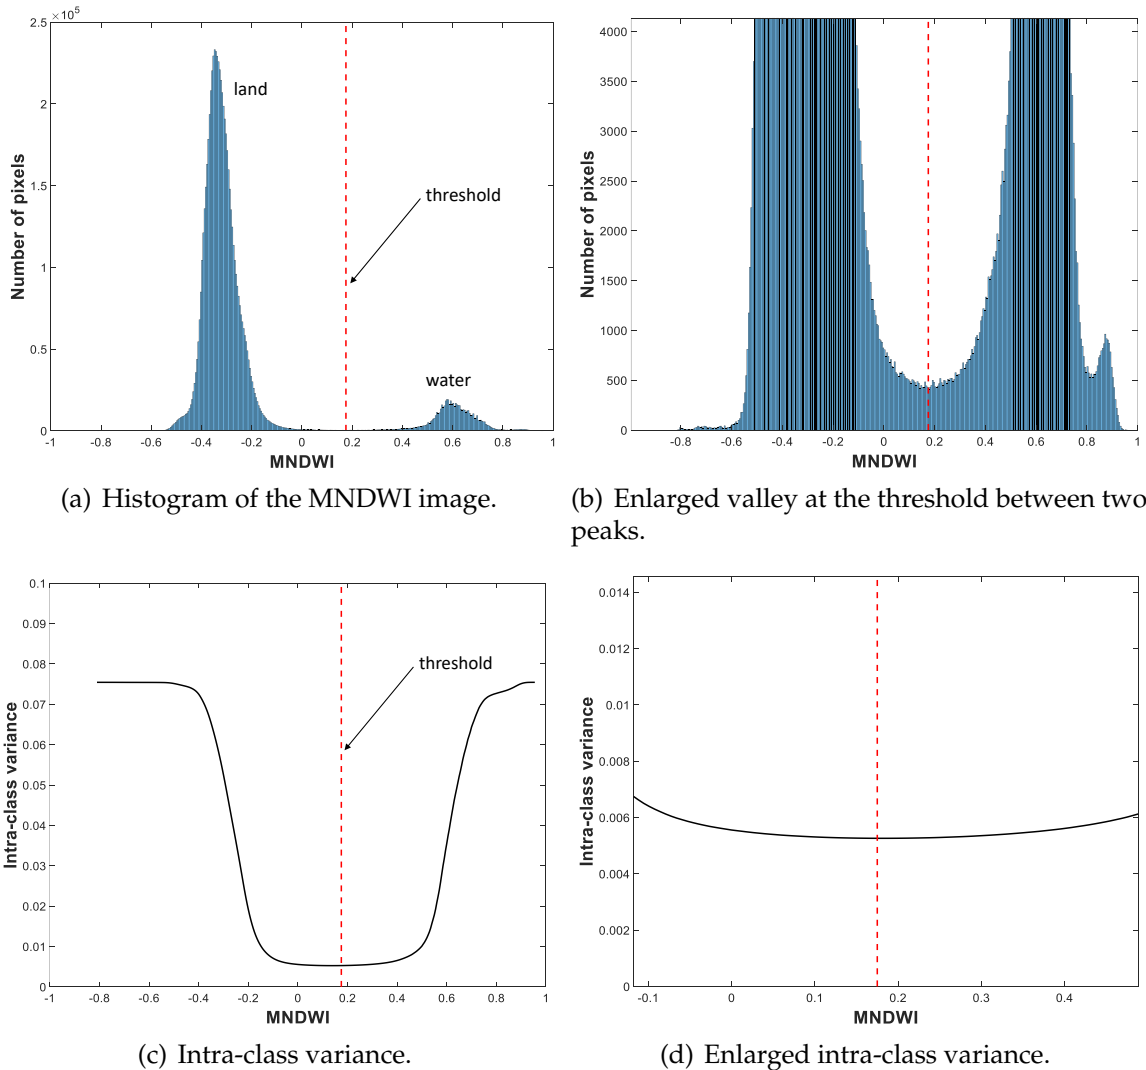 2.5
×10⁵
2
1.5
1
0.5
0
Number of pixels
land
threshold
water
-1 -0.8 -0.6 -0.4 -0.2 0 0.2 0.4 0.6 0.8 1
MNDWI
(a) Histogram of the MNDWI image.
4000
3500
3000
2500
2000
1500
1000
500
0
Number of pixels
-0.8 -0.6 -0.4 -0.2 0 0.2 0.4 0.6 0.8 1
MNDWI
(b) Enlarged valley at the threshold between two
peaks.
0.1
0.09
0.08
0.07
0.06
0.05
0.04
0.03
0.02
0.01
0
Intra-class variance
threshold
-1 -0.8 -0.6 -0.4 -0.2 0 0.2 0.4 0.6 0.8 1
MNDWI
(c) Intra-class variance.
0.014
0.012
0.01
0.008
0.006
0.004
0.002
0
Intra-class variance
-0.1 0 0.1 0.2 0.3 0.4
MNDWI
(d) Enlarged intra-class variance.